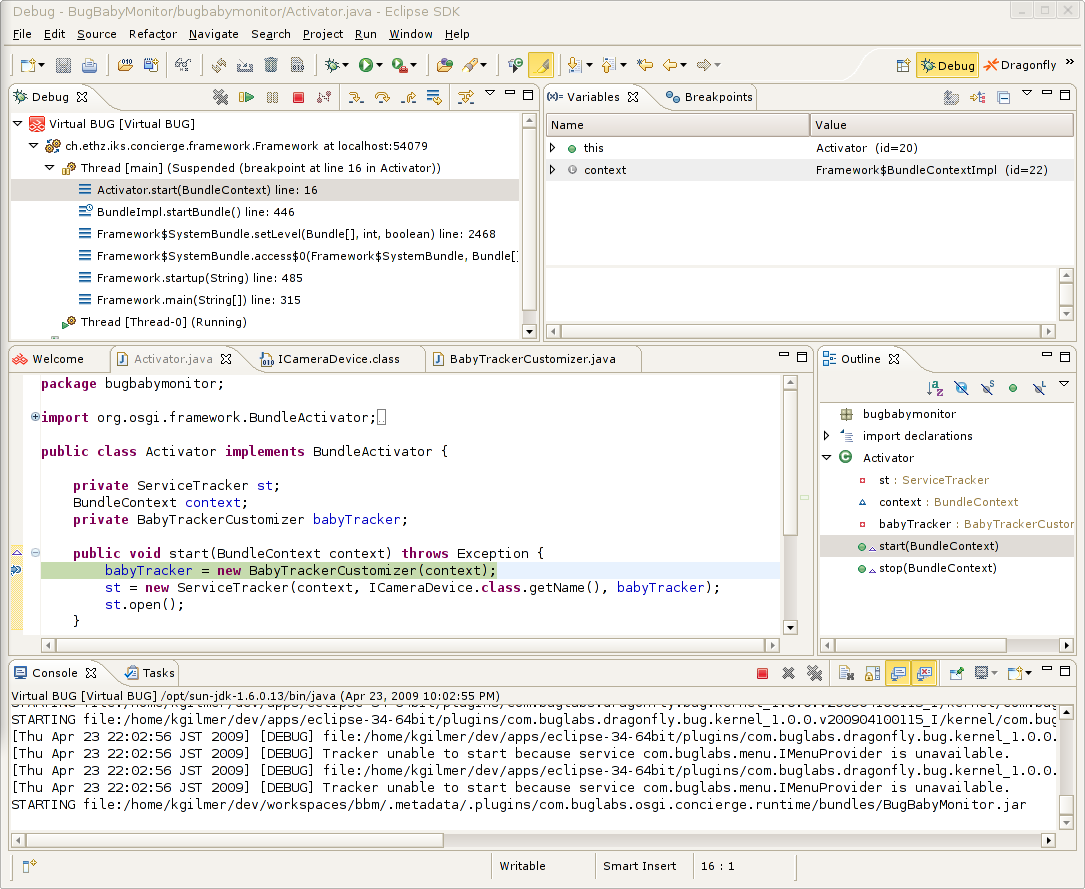 Debug - BugBabyMonitor/bugbabymonitor/Activator.java - Eclipse SDK
File Edit Source Refactor Navigate Search Project Run Window Help
Debug Dragonfly »
Debug
Virtual BUG [Virtual BUG]
ch.ethz.iks.concierge.framework.Framework at localhost:54079
Thread [main] (Suspended (breakpoint at line 16 in Activator))
Activator.start(BundleContext) line: 16
BundleImpl.startBundle() line: 446
Framework$SystemBundle.setLevel(Bundle[], int, boolean) line: 2468
Framework$SystemBundle.access$0(Framework$SystemBundle, Bundle[]
Framework.startup(String) line: 485
Framework.main(String[]) line: 315
Thread [Thread-0] (Running)
(x)= Variables Breakpoints
Name Value
this Activator (id=20)
context Framework$BundleContextImpl (id=22)
Welcome Activator.java ICameraDevice.class BabyTrackerCustomizer.java
package bugbabymonitor;
import org.osgi.framework.BundleActivator;
public class Activator implements BundleActivator {
private ServiceTracker st;
BundleContext context;
private BabyTrackerCustomizer babyTracker;
public void start(BundleContext context) throws Exception {
babyTracker = new BabyTrackerCustomizer(context);
st = new ServiceTracker(context, ICameraDevice.class.getName(), babyTracker);
st.open();
}
Outline
bugbabymonitor
import declarations
Activator
st : ServiceTracker
context : BundleContext
babyTracker : BabyTrackerCustor
start(BundleContext)
stop(BundleContext)
Console Tasks
Virtual BUG [Virtual BUG] /opt/sun-jdk-1.6.0.13/bin/java (Apr 23, 2009 10:02:55 PM)
STARTING file:/home/kgilmer/dev/apps/eclipse-34-64bit/plugins/com.buglabs.dragonfly.bug.kernel_1.0.0.v200904100115_I/kernel/com.bug
[Thu Apr 23 22:02:56 JST 2009] [DEBUG] file:/home/kgilmer/dev/apps/eclipse-34-64bit/plugins/com.buglabs.dragonfly.bug.kernel_1.0.0.
[Thu Apr 23 22:02:56 JST 2009] [DEBUG] Tracker unable to start because service com.buglabs.menu.IMenuProvider is unavailable.
[Thu Apr 23 22:02:56 JST 2009] [DEBUG] file:/home/kgilmer/dev/apps/eclipse-34-64bit/plugins/com.buglabs.dragonfly.bug.kernel_1.0.0.
[Thu Apr 23 22:02:56 JST 2009] [DEBUG] Tracker unable to start because service com.buglabs.menu.IMenuProvider is unavailable.
STARTING file:/home/kgilmer/dev/workspaces/bbm/.metadata/.plugins/com.buglabs.osgi.concierge.runtime/bundles/BugBabyMonitor.jar
Writable Smart Insert 16 : 1